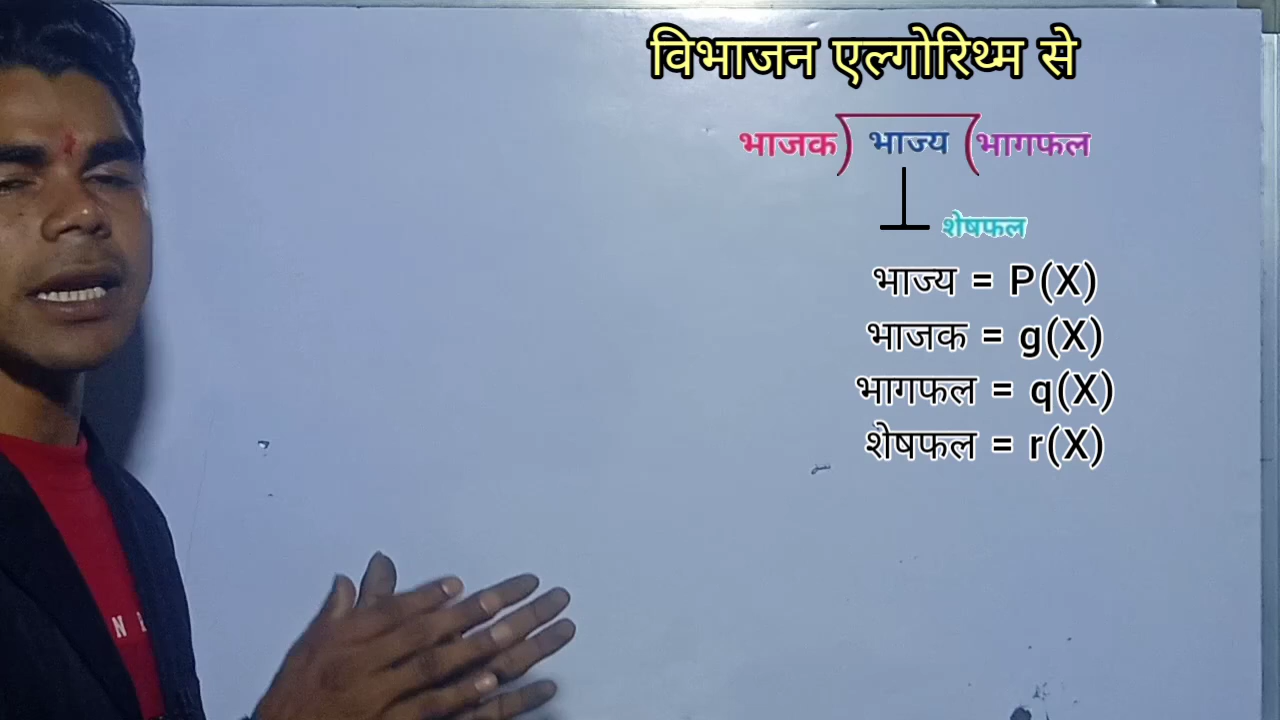 विभाजन एल्गोरिथ्म से
भाजक) भाज्य (भागफल
शेषफल
भाज्य = P(X)
भाजक = g(X)
भागफल = q(X)
शेषफल = r(X)
N